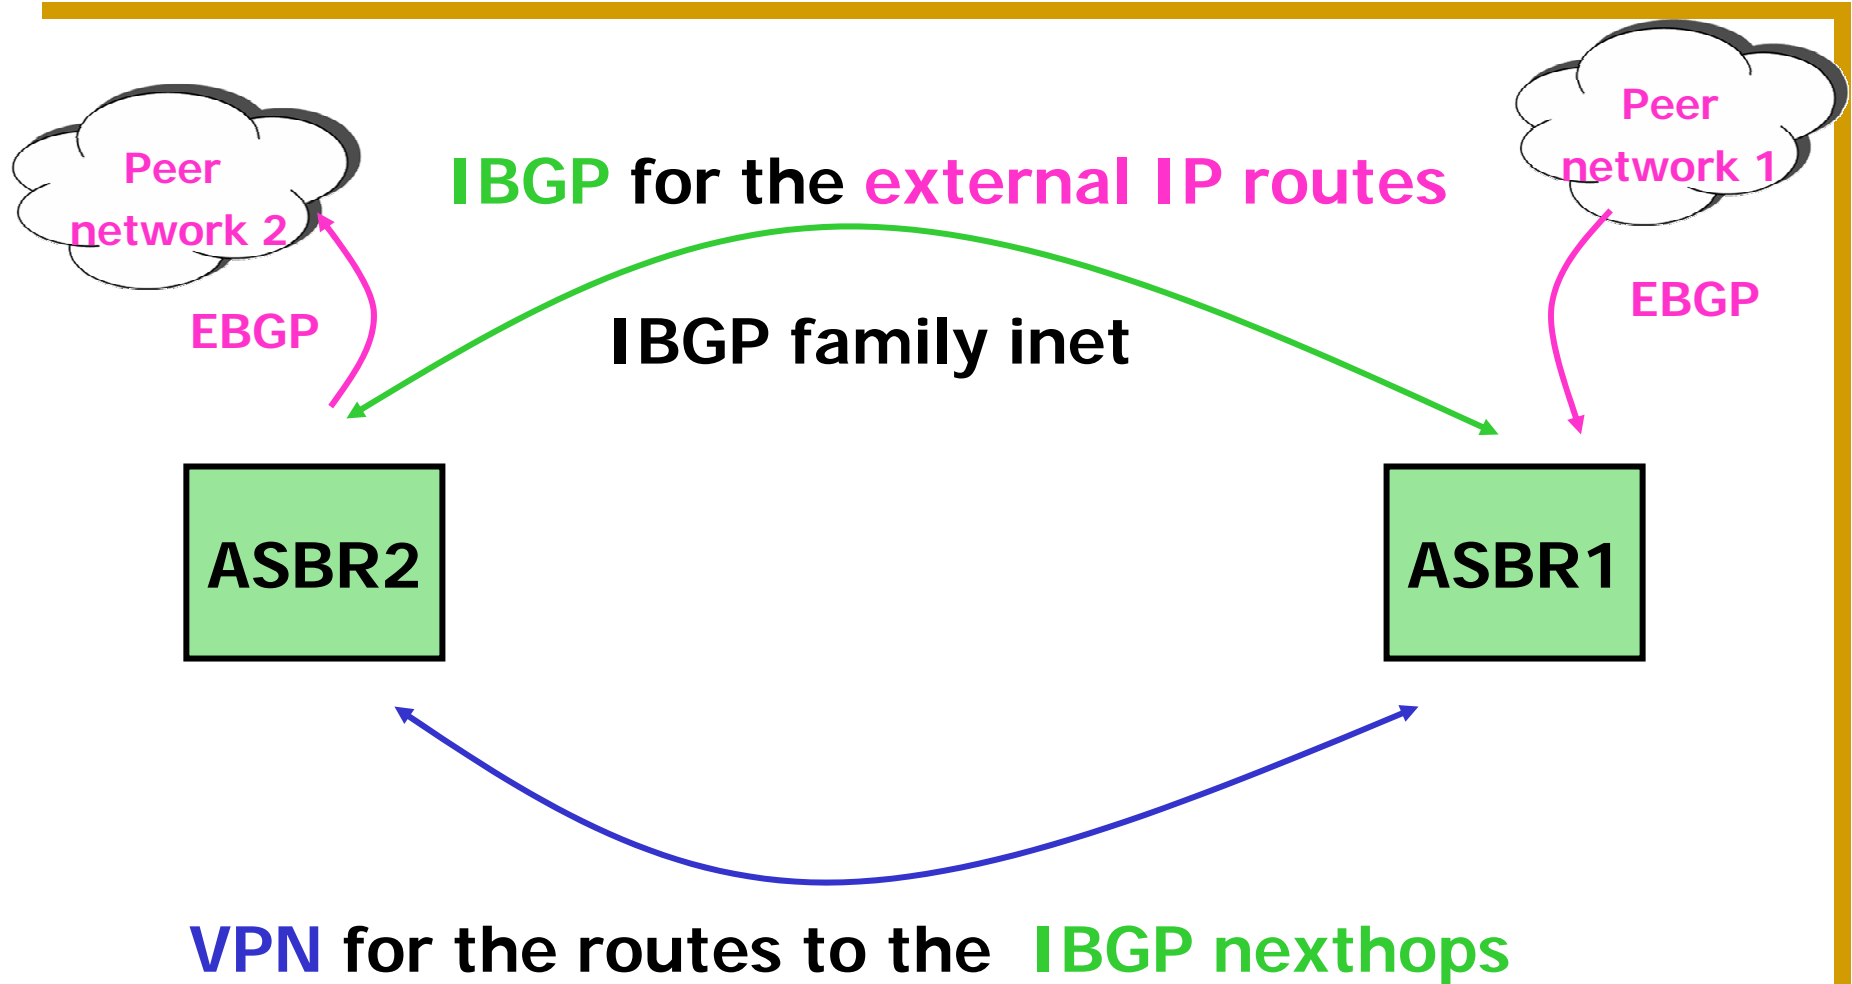 Peer
network 1
Peer
network 2
IBGP for the external IP routes
EBGP
EBGP
IBGP family inet
ASBR2
ASBR1
VPN for the routes to the IBGP nexthops